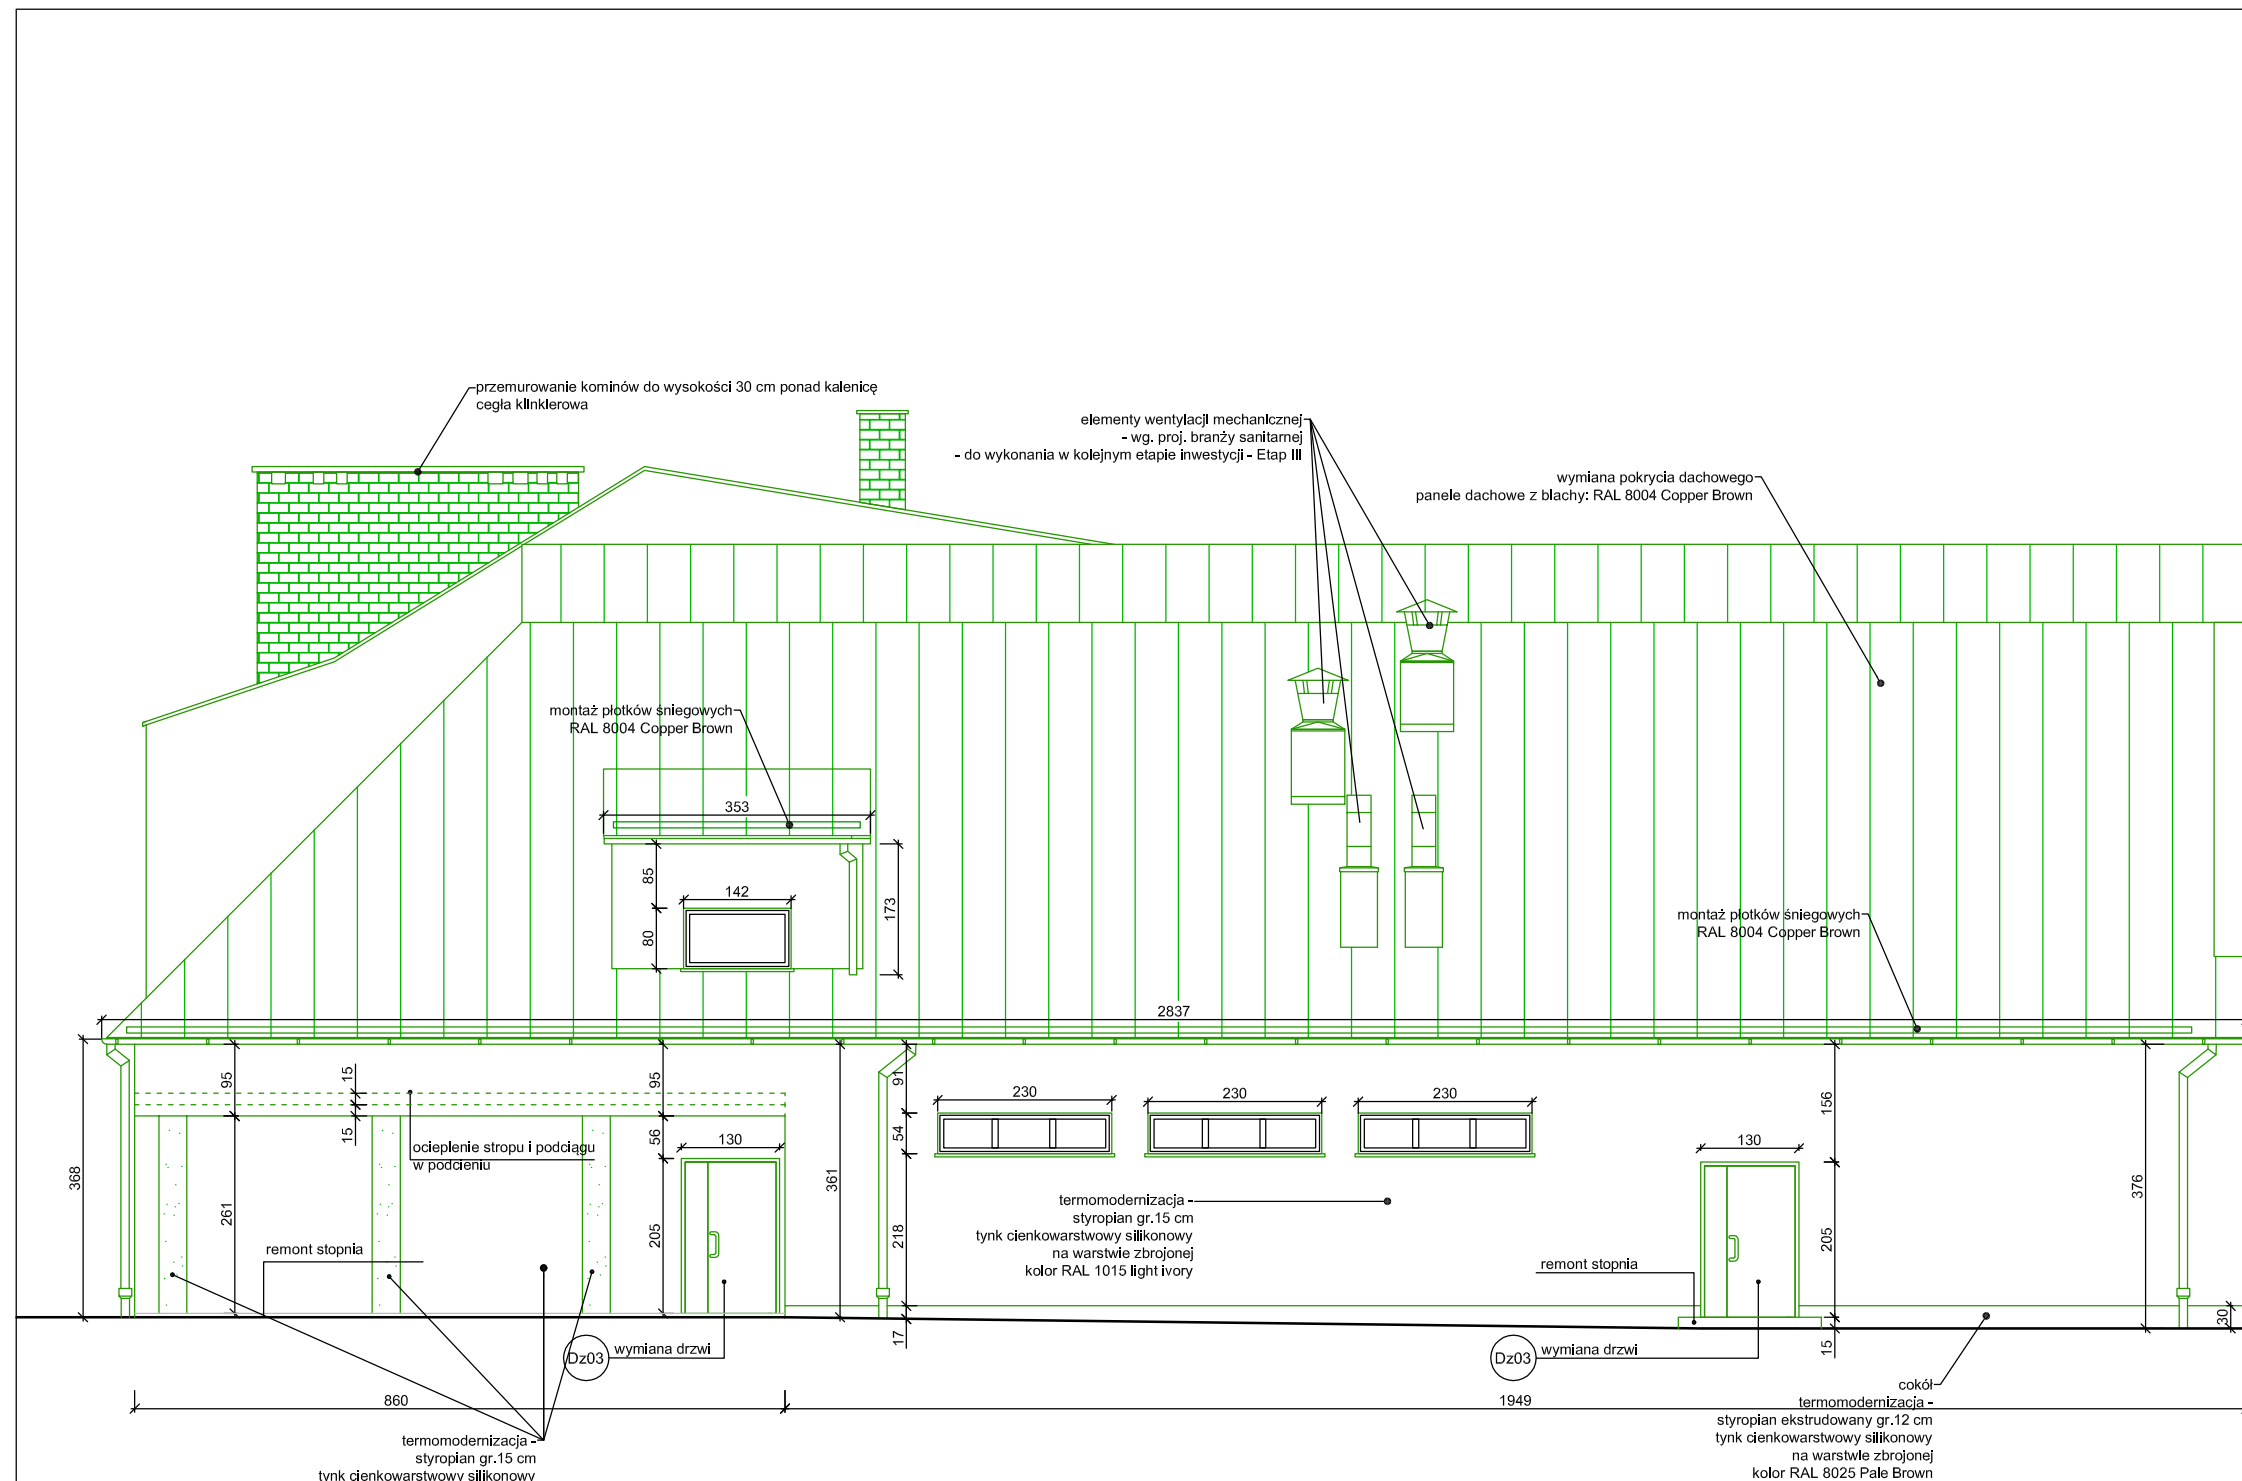 przemurowanie kominów do wysokości 30 cm ponad kalenicę
cegła klinkierowa
elementy wentylacji mechanicznej
- wg. proj. branży sanitarnej
- do wykonania w kolejnym etapie inwestycji - Etap III
wymiana pokrycia dachowego
panele dachowe z blachy: RAL 8004 Copper Brown
montaż płotków śniegowych
RAL 8004 Copper Brown
353
85
142
80
173
montaż płotków śniegowych
RAL 8004 Copper Brown
2837
95
15
95
91
230
230
230
156
15
56
54
130
130
ocieplenie stropu i podciągu
w podcieniu
368
261
205
361
218
205
376
termomodernizacja -
styropian gr.15 cm
tynk cienkowarstwowy silikonowy
na warstwie zbrojonej
kolor RAL 1015 light ivory
remont stopnia
remont stopnia
17
15
30
Dz03
wymiana drzwi
Dz03
wymiana drzwi
860
1949
cokół
termomodernizacja -
styropian ekstrudowany gr.12 cm
tynk cienkowarstwowy silikonowy
na warstwie zbrojonej
kolor RAL 8025 Pale Brown
termomodernizacja -
styropian gr.15 cm
tynk cienkowarstwowy silikonowy